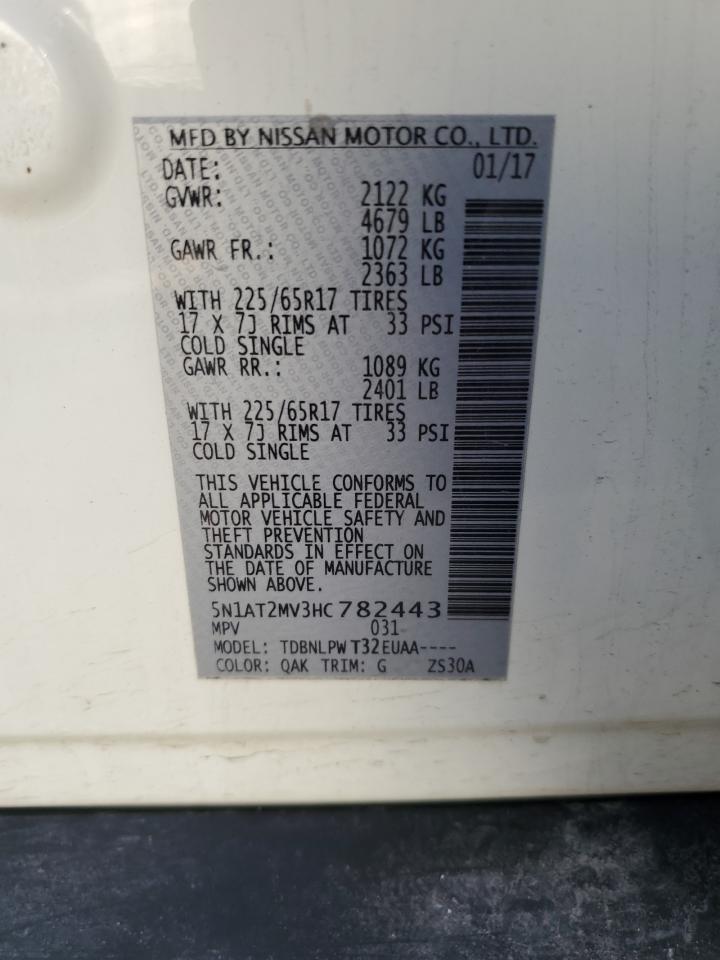 MFD BY NISSAN MOTOR CO., LTD.
DATE: 01/17
GVWR: 2122 KG
4679 LB
GAWR FR.: 1072 KG
2363 LB
WITH 225/65R17 TIRES
17 X 7J RIMS AT 33 PSI
COLD SINGLE
GAWR RR.: 1089 KG
2401 LB
WITH 225/65R17 TIRES
17 X 7J RIMS AT 33 PSI
COLD SINGLE
THIS VEHICLE CONFORMS TO
ALL APPLICABLE FEDERAL
MOTOR VEHICLE SAFETY AND
THEFT PREVENTION
STANDARDS IN EFFECT ON
THE DATE OF MANUFACTURE
SHOWN ABOVE.
5N1AT2MV3HC782443
MPV 031
MODEL: TDBNLPWT32EUAA----
COLOR: QAK TRIM: G ZS30A